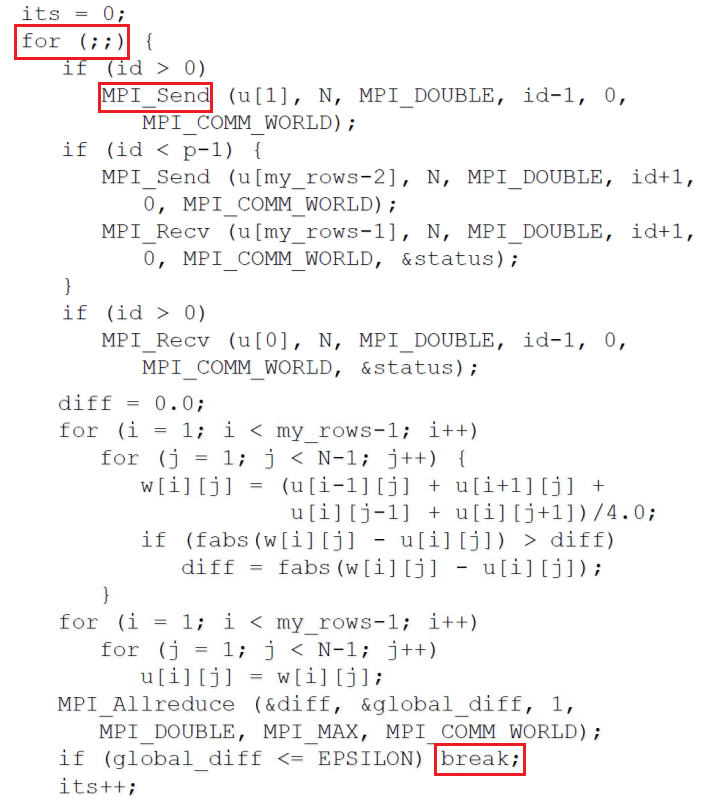 its = 0;
for (;;) {
if (id > 0)
MPI_Send (u[1], N, MPI_DOUBLE, id-1, 0,
MPI_COMM_WORLD);
if (id < p-1) {
MPI_Send (u[my_rows-2], N, MPI_DOUBLE, id+1,
0, MPI_COMM_WORLD);
MPI_Recv (u[my_rows-1], N, MPI_DOUBLE, id+1,
0, MPI_COMM_WORLD, &status);
}
if (id > 0)
MPI_Recv (u[0], N, MPI_DOUBLE, id-1, 0,
MPI_COMM_WORLD, &status);
diff = 0.0;
for (i = 1; i < my_rows-1; i++)
for (j = 1; j < N-1; j++) {
w[i][j] = (u[i-1][j] + u[i+1][j] +
u[i][j-1] + u[i][j+1])/4.0;
if (fabs(w[i][j] - u[i][j]) > diff)
diff = fabs(w[i][j] - u[i][j]);
}
for (i = 1; i < my_rows-1; i++)
for (j = 1; j < N-1; j++)
u[i][j] = w[i][j];
MPI_Allreduce (&diff, &global_diff, 1,
MPI_DOUBLE, MPI_MAX, MPI_COMM_WORLD);
if (global_diff <= EPSILON) break;
its++;